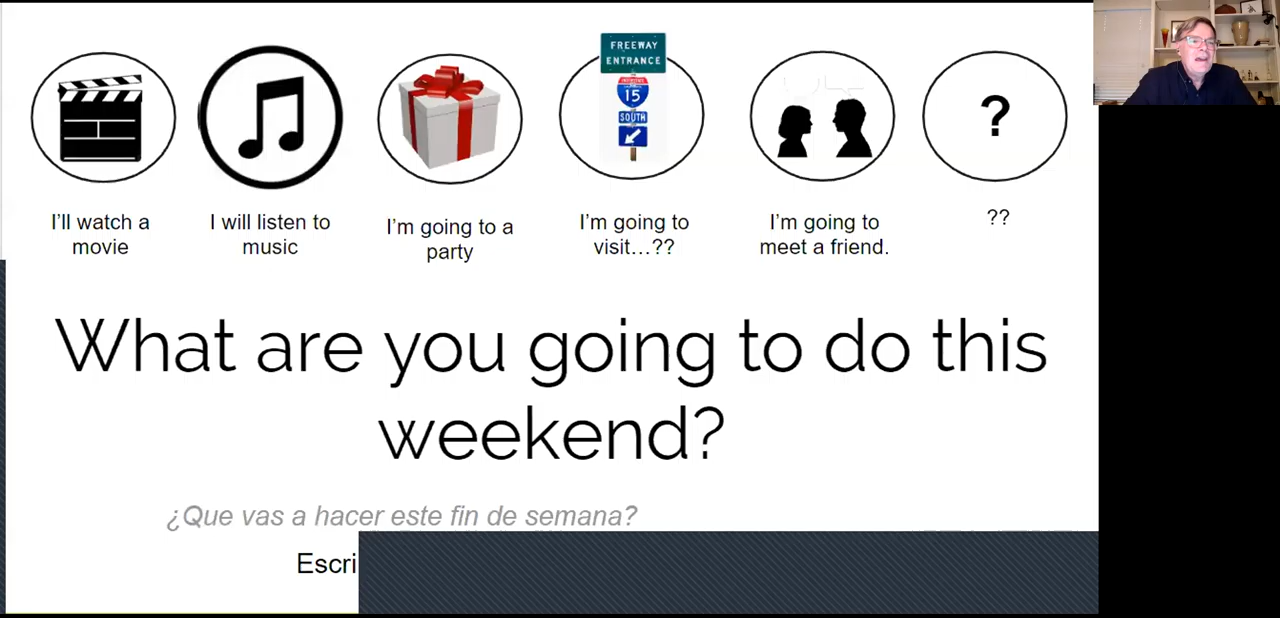 FREEWAY
ENTRANCE
INTERSTATE
15
SOUTH
?
I'll watch a
movie
I will listen to
music
I'm going to a
party
I'm going to
visit...??
I'm going to
meet a friend.
??
What are you going to do this
weekend?
¿Que vas a hacer este fin de semana?
Escri